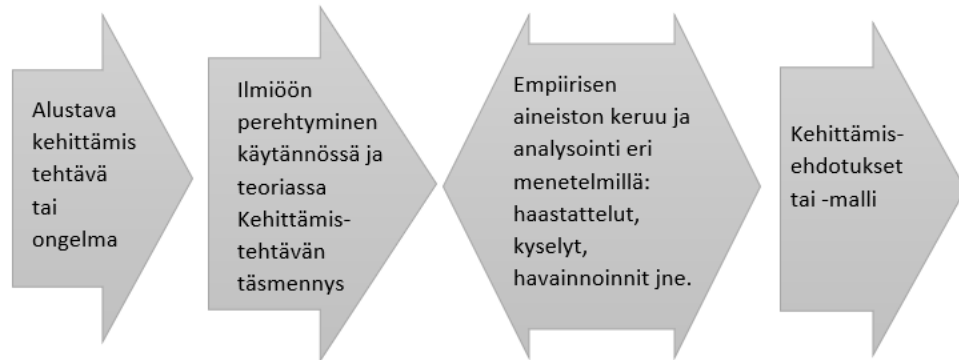 Alustava
kehittämis
tehtävä
tai
ongelma
Ilmiöön
perehtyminen
käytännössä ja
teoriassa
Kehittämis-
tehtävän
täsmennys
Empiirisen
aineiston keruu ja
analysointi eri
menetelmillä:
haastattelut,
kyselyt,
havainnoinnit jne.
Kehittämis-
ehdotukset
tai -malli